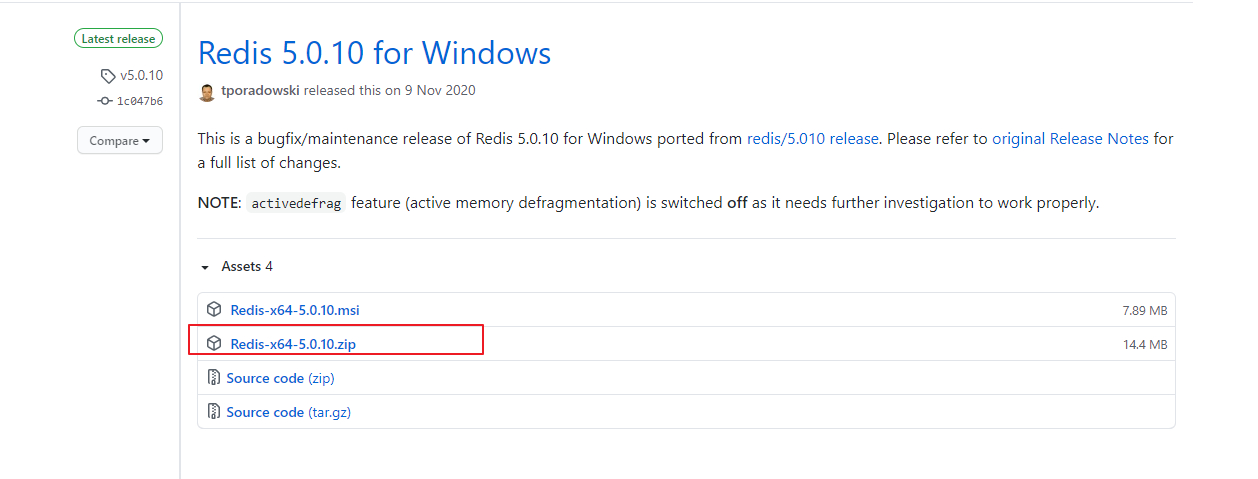 Latest release
v5.0.10
1c047b6
Compare
Redis 5.0.10 for Windows
tporadowski released this on 9 Nov 2020
This is a bugfix/maintenance release of Redis 5.0.10 for Windows ported from redis/5.010 release. Please refer to original Release Notes for
a full list of changes.
NOTE: activedefrag feature (active memory defragmentation) is switched off as it needs further investigation to work properly.
Assets 4
Redis-x64-5.0.10.msi 7.89 MB
Redis-x64-5.0.10.zip 14.4 MB
Source code (zip)
Source code (tar.gz)